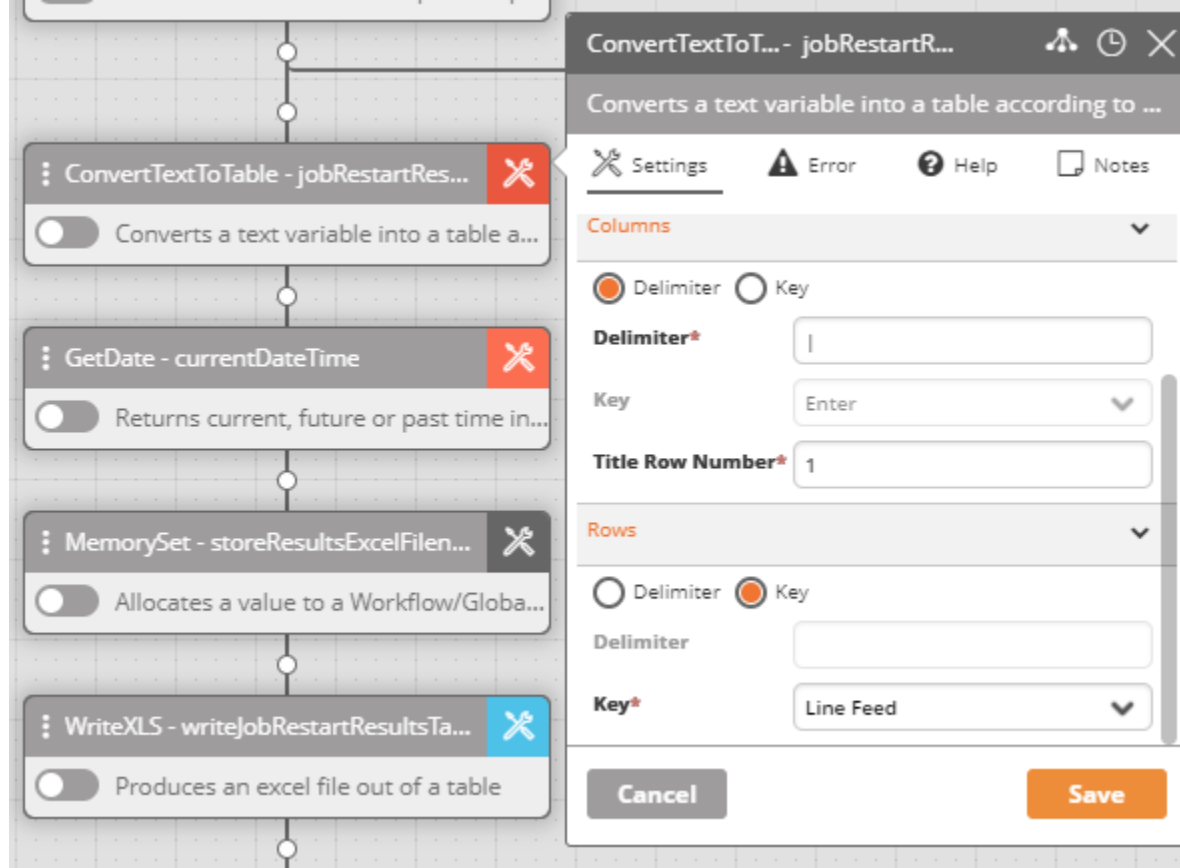 ConvertTextToTable - jobRestartRes...
Converts a text variable into a table a...
GetDate - currentDateTime
Returns current, future or past time in...
MemorySet - storeResultsExcelFilen...
Allocates a value to a Workflow/Globa...
WriteXLS - writeJobRestartResultsTa...
Produces an excel file out of a table
ConvertTextToT... - jobRestartR...
Converts a text variable into a table according to ...
Settings Error Help Notes
Columns
Delimiter Key
Delimiter* |
Key Enter
Title Row Number* 1
Rows
Delimiter Key
Delimiter
Key* Line Feed
Cancel Save